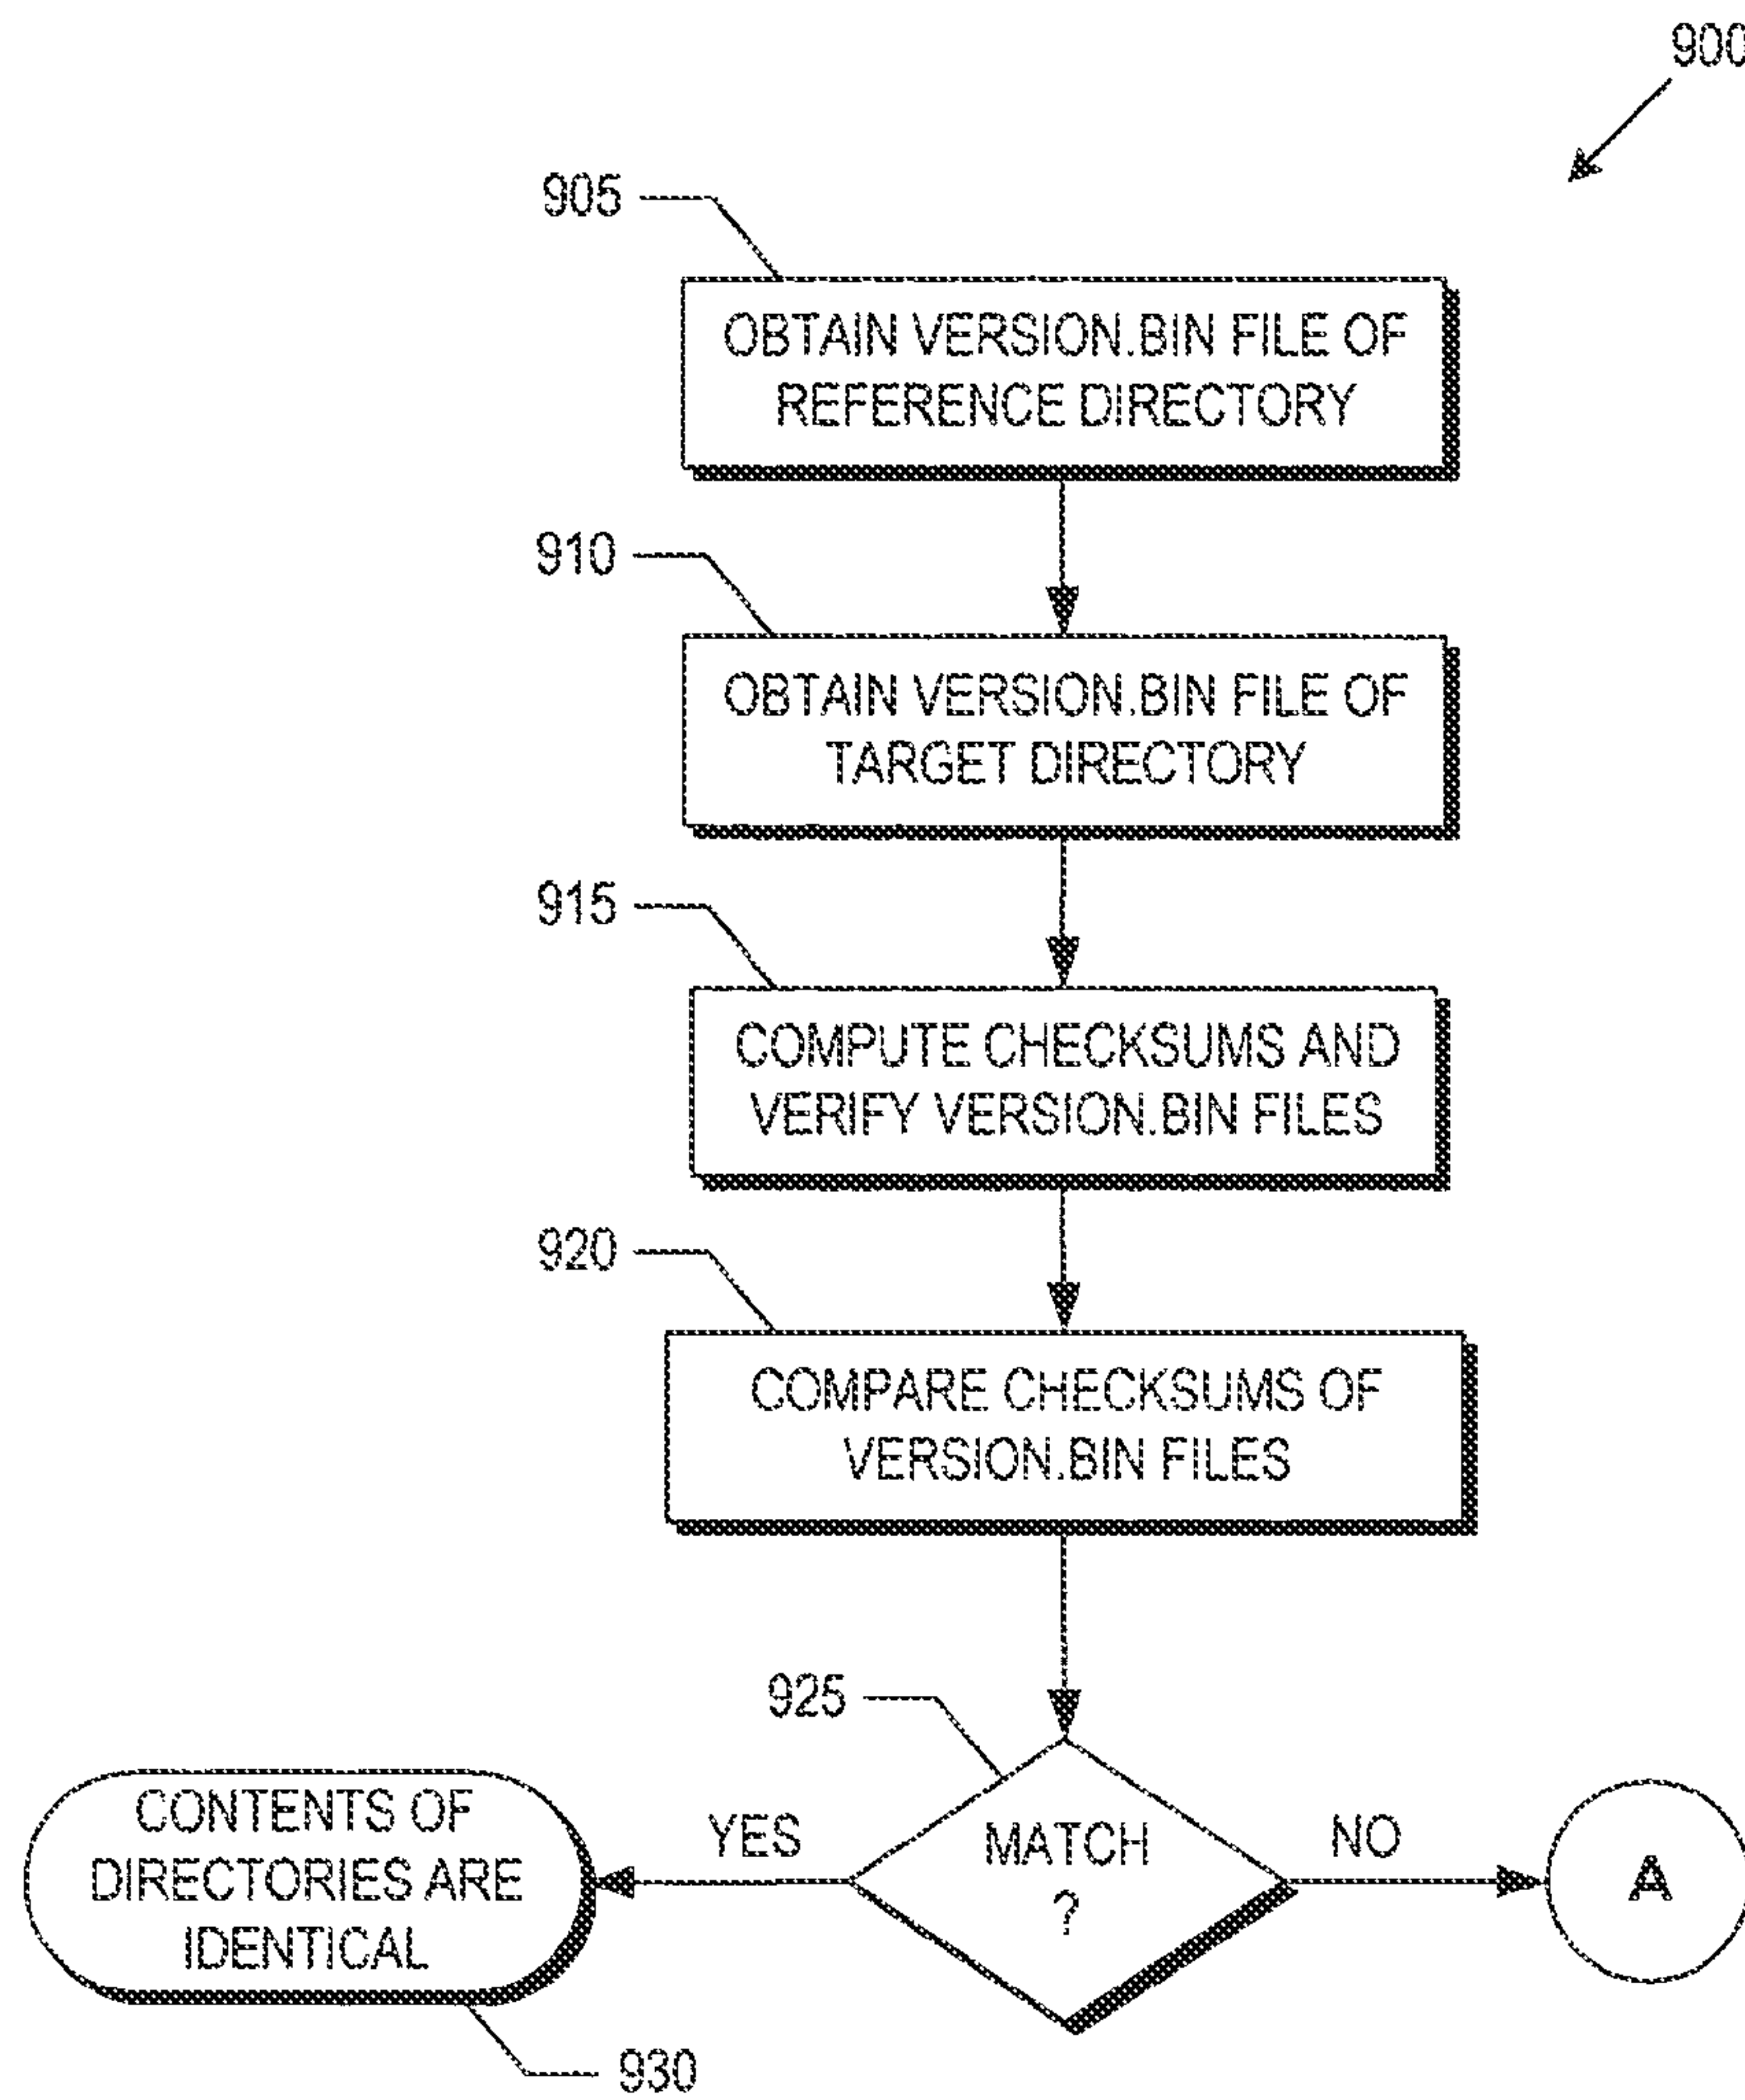 900
905
OBTAIN VERSION.BIN FILE OF
REFERENCE DIRECTORY
910
OBTAIN VERSION.BIN FILE OF
TARGET DIRECTORY
915
COMPUTE CHECKSUMS AND
VERIFY VERSION.BIN FILES
920
COMPARE CHECKSUMS OF
VERSION.BIN FILES
925
MATCH
?
YES
CONTENTS OF
DIRECTORIES ARE
IDENTICAL
930
NO
A